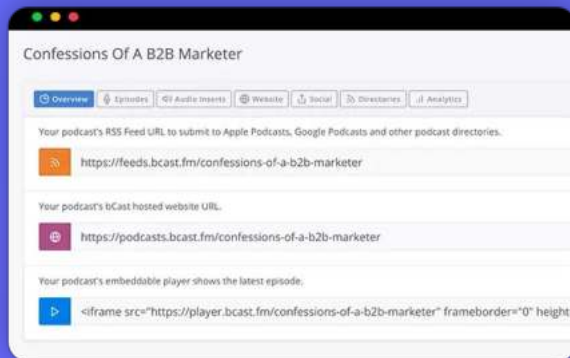 Confessions Of A B2B Marketer
Overview Episodes Audio Inserts Website Social Directories Analytics
Your podcast's RSS Feed URL to submit to Apple Podcasts, Google Podcasts and other podcast directories.
https://feeds.bcast.fm/confessions-of-a-b2b-marketer
Your podcast's bCast hosted website URL.
https://podcasts.bcast.fm/confessions-of-a-b2b-marketer
Your podcast's embeddable player shows the latest episode.
<iframe src="https://player.bcast.fm/confessions-of-a-b2b-marketer" frameborder="0" height